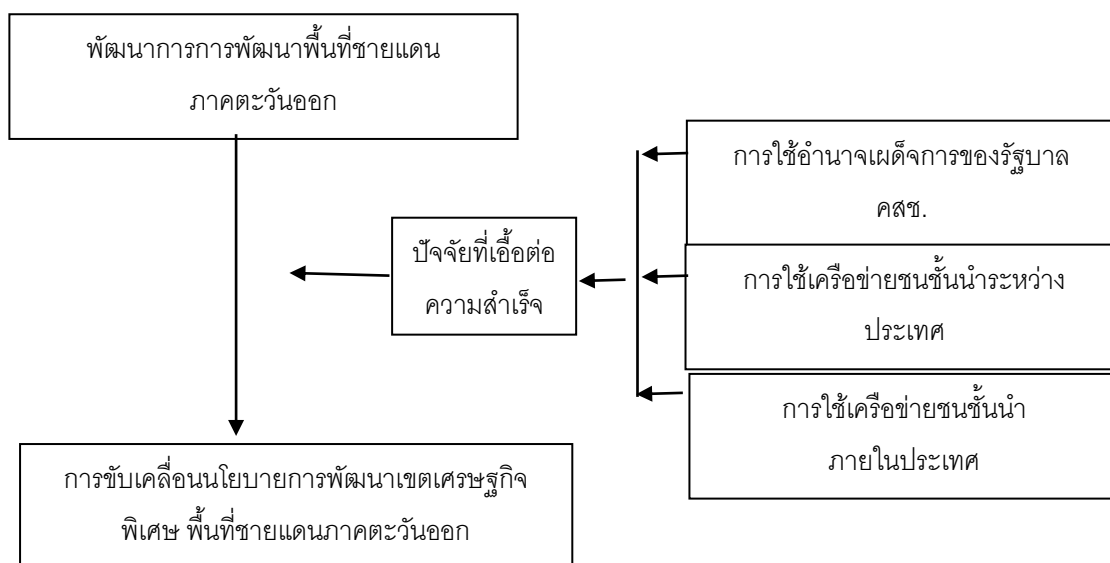 พัฒนาการการพัฒนาพื้นที่ชายแดน
ภาคตะวันออก
การใช้อำนาจเผด็จการของรัฐบาล
คสช.
ปัจจัยที่เอื้อต่อ
ความสำเร็จ
การใช้เครือข่ายชนชั้นนำระหว่าง
ประเทศ
การใช้เครือข่ายชนชั้นนำ
ภายในประเทศ
การขับเคลื่อนนโยบายการพัฒนาเขตเศรษฐกิจ
พิเศษ พื้นที่ชายแดนภาคตะวันออก